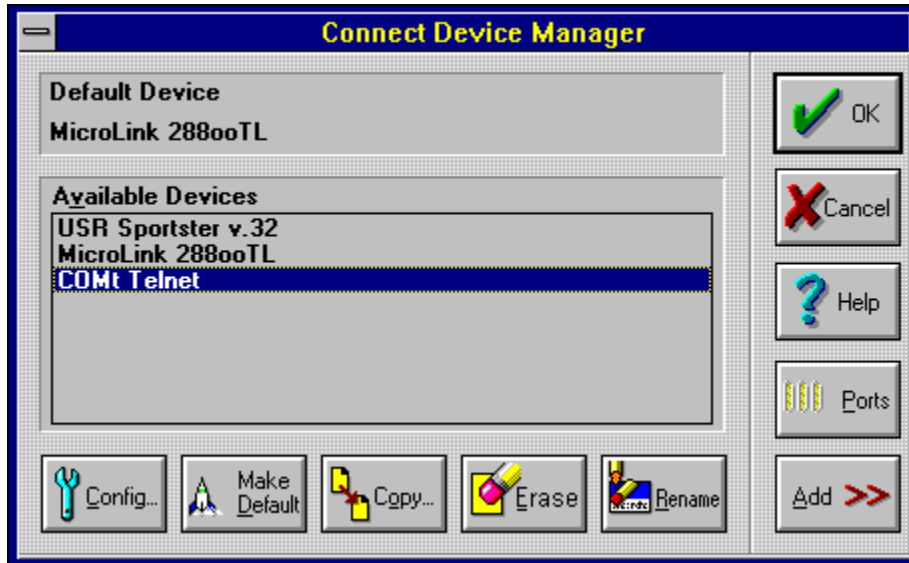 Connect Device Manager
Default Device
MicroLink 288ooTL
Available Devices
USR Sportster v.32
MicroLink 288ooTL
COMt Telnet
OK
Cancel
Help
Ports
Add >>
Config...
Make
Default
Copy...
Erase
Rename